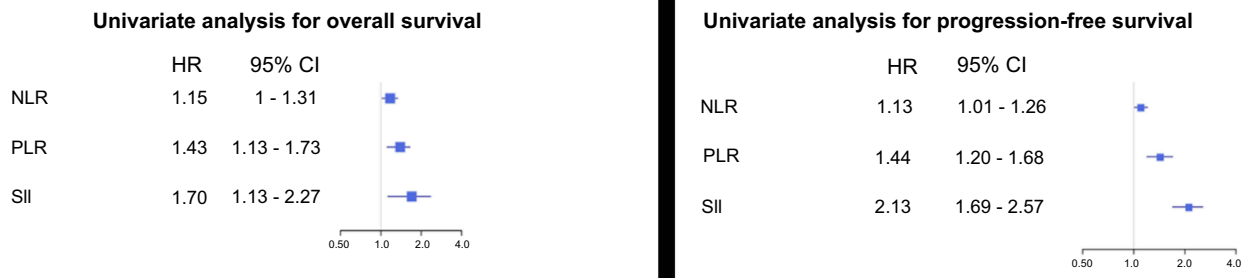 Univariate analysis for overall survival
HR 95% CI
NLR 1.15 1 - 1.31
PLR 1.43 1.13 - 1.73
SII 1.70 1.13 - 2.27
0.50 1.0 2.0 4.0
Univariate analysis for progression-free survival
HR 95% CI
NLR 1.13 1.01 - 1.26
PLR 1.44 1.20 - 1.68
SII 2.13 1.69 - 2.57
0.50 1.0 2.0 4.0